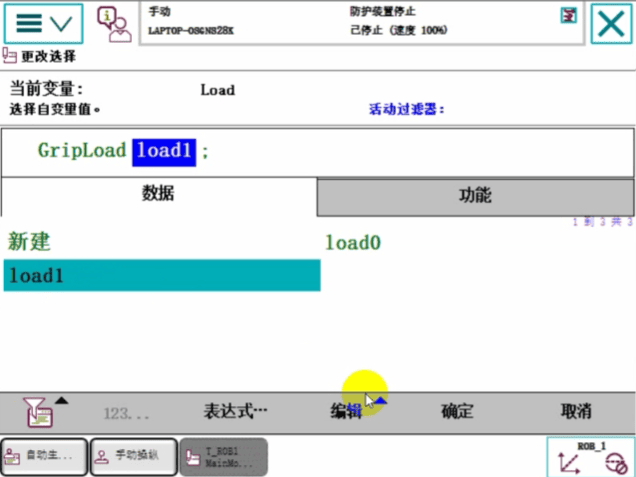 手动
防护装置停止
LAPTOP-O8GNS28X
已停止 (速度 100%)
更改选择
当前变量: Load
选择自变量值。
活动过滤器:
GripLoad load1 ;
数据
功能
1 到 3 共 3
新建
load0
load1
123...
表达式…
编辑
确定
取消
自动生...
手动操纵
T_ROB1
MainMo...
ROB_1